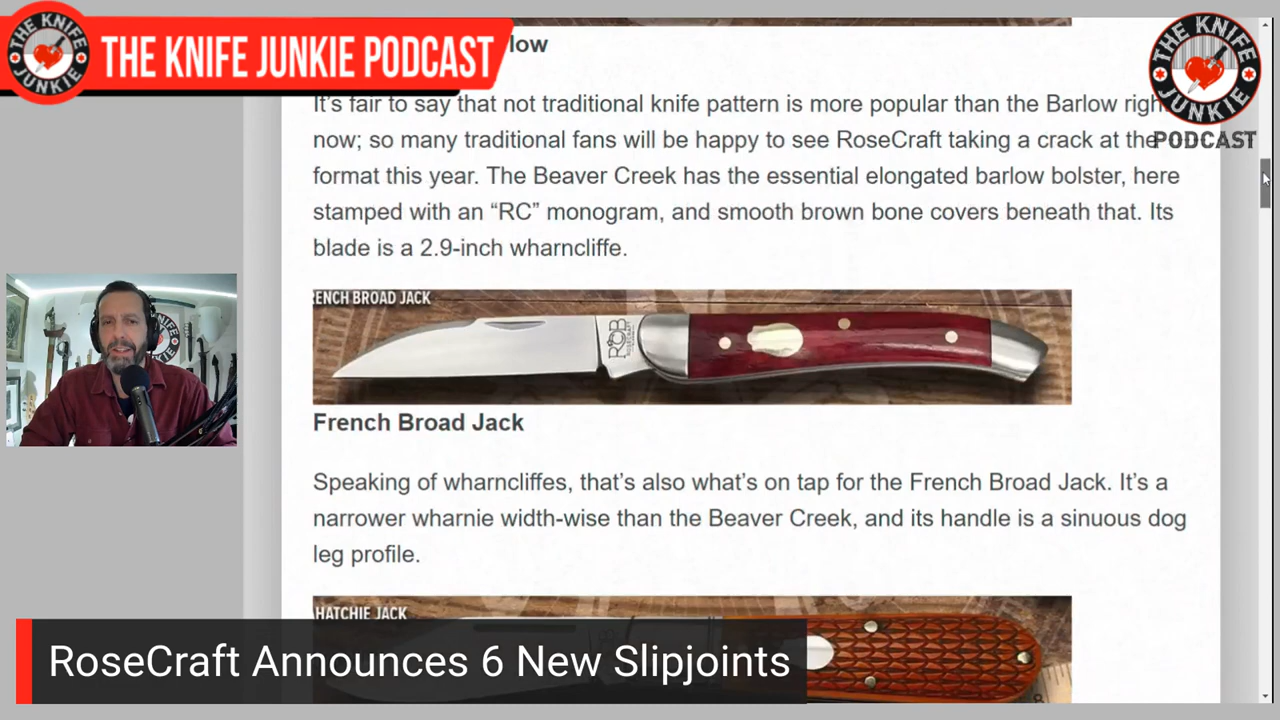 THE KNIFE JUNKIE
THE KNIFE JUNKIE PODCAST
low
THE KNIFE JUNKIE
PODCAST
It's fair to say that not traditional knife pattern is more popular than the Barlow righ
now; so many traditional fans will be happy to see RoseCraft taking a crack at the
format this year. The Beaver Creek has the essential elongated barlow bolster, here
stamped with an “RC” monogram, and smooth brown bone covers beneath that. Its
blade is a 2.9-inch wharncliffe.
ENCH BROAD JACK
French Broad Jack
Speaking of wharncliffes, that's also what's on tap for the French Broad Jack. It's a
narrower wharnie width-wise than the Beaver Creek, and its handle is a sinuous dog
leg profile.
HATCHIE JACK
RoseCraft Announces 6 New Slipjoints